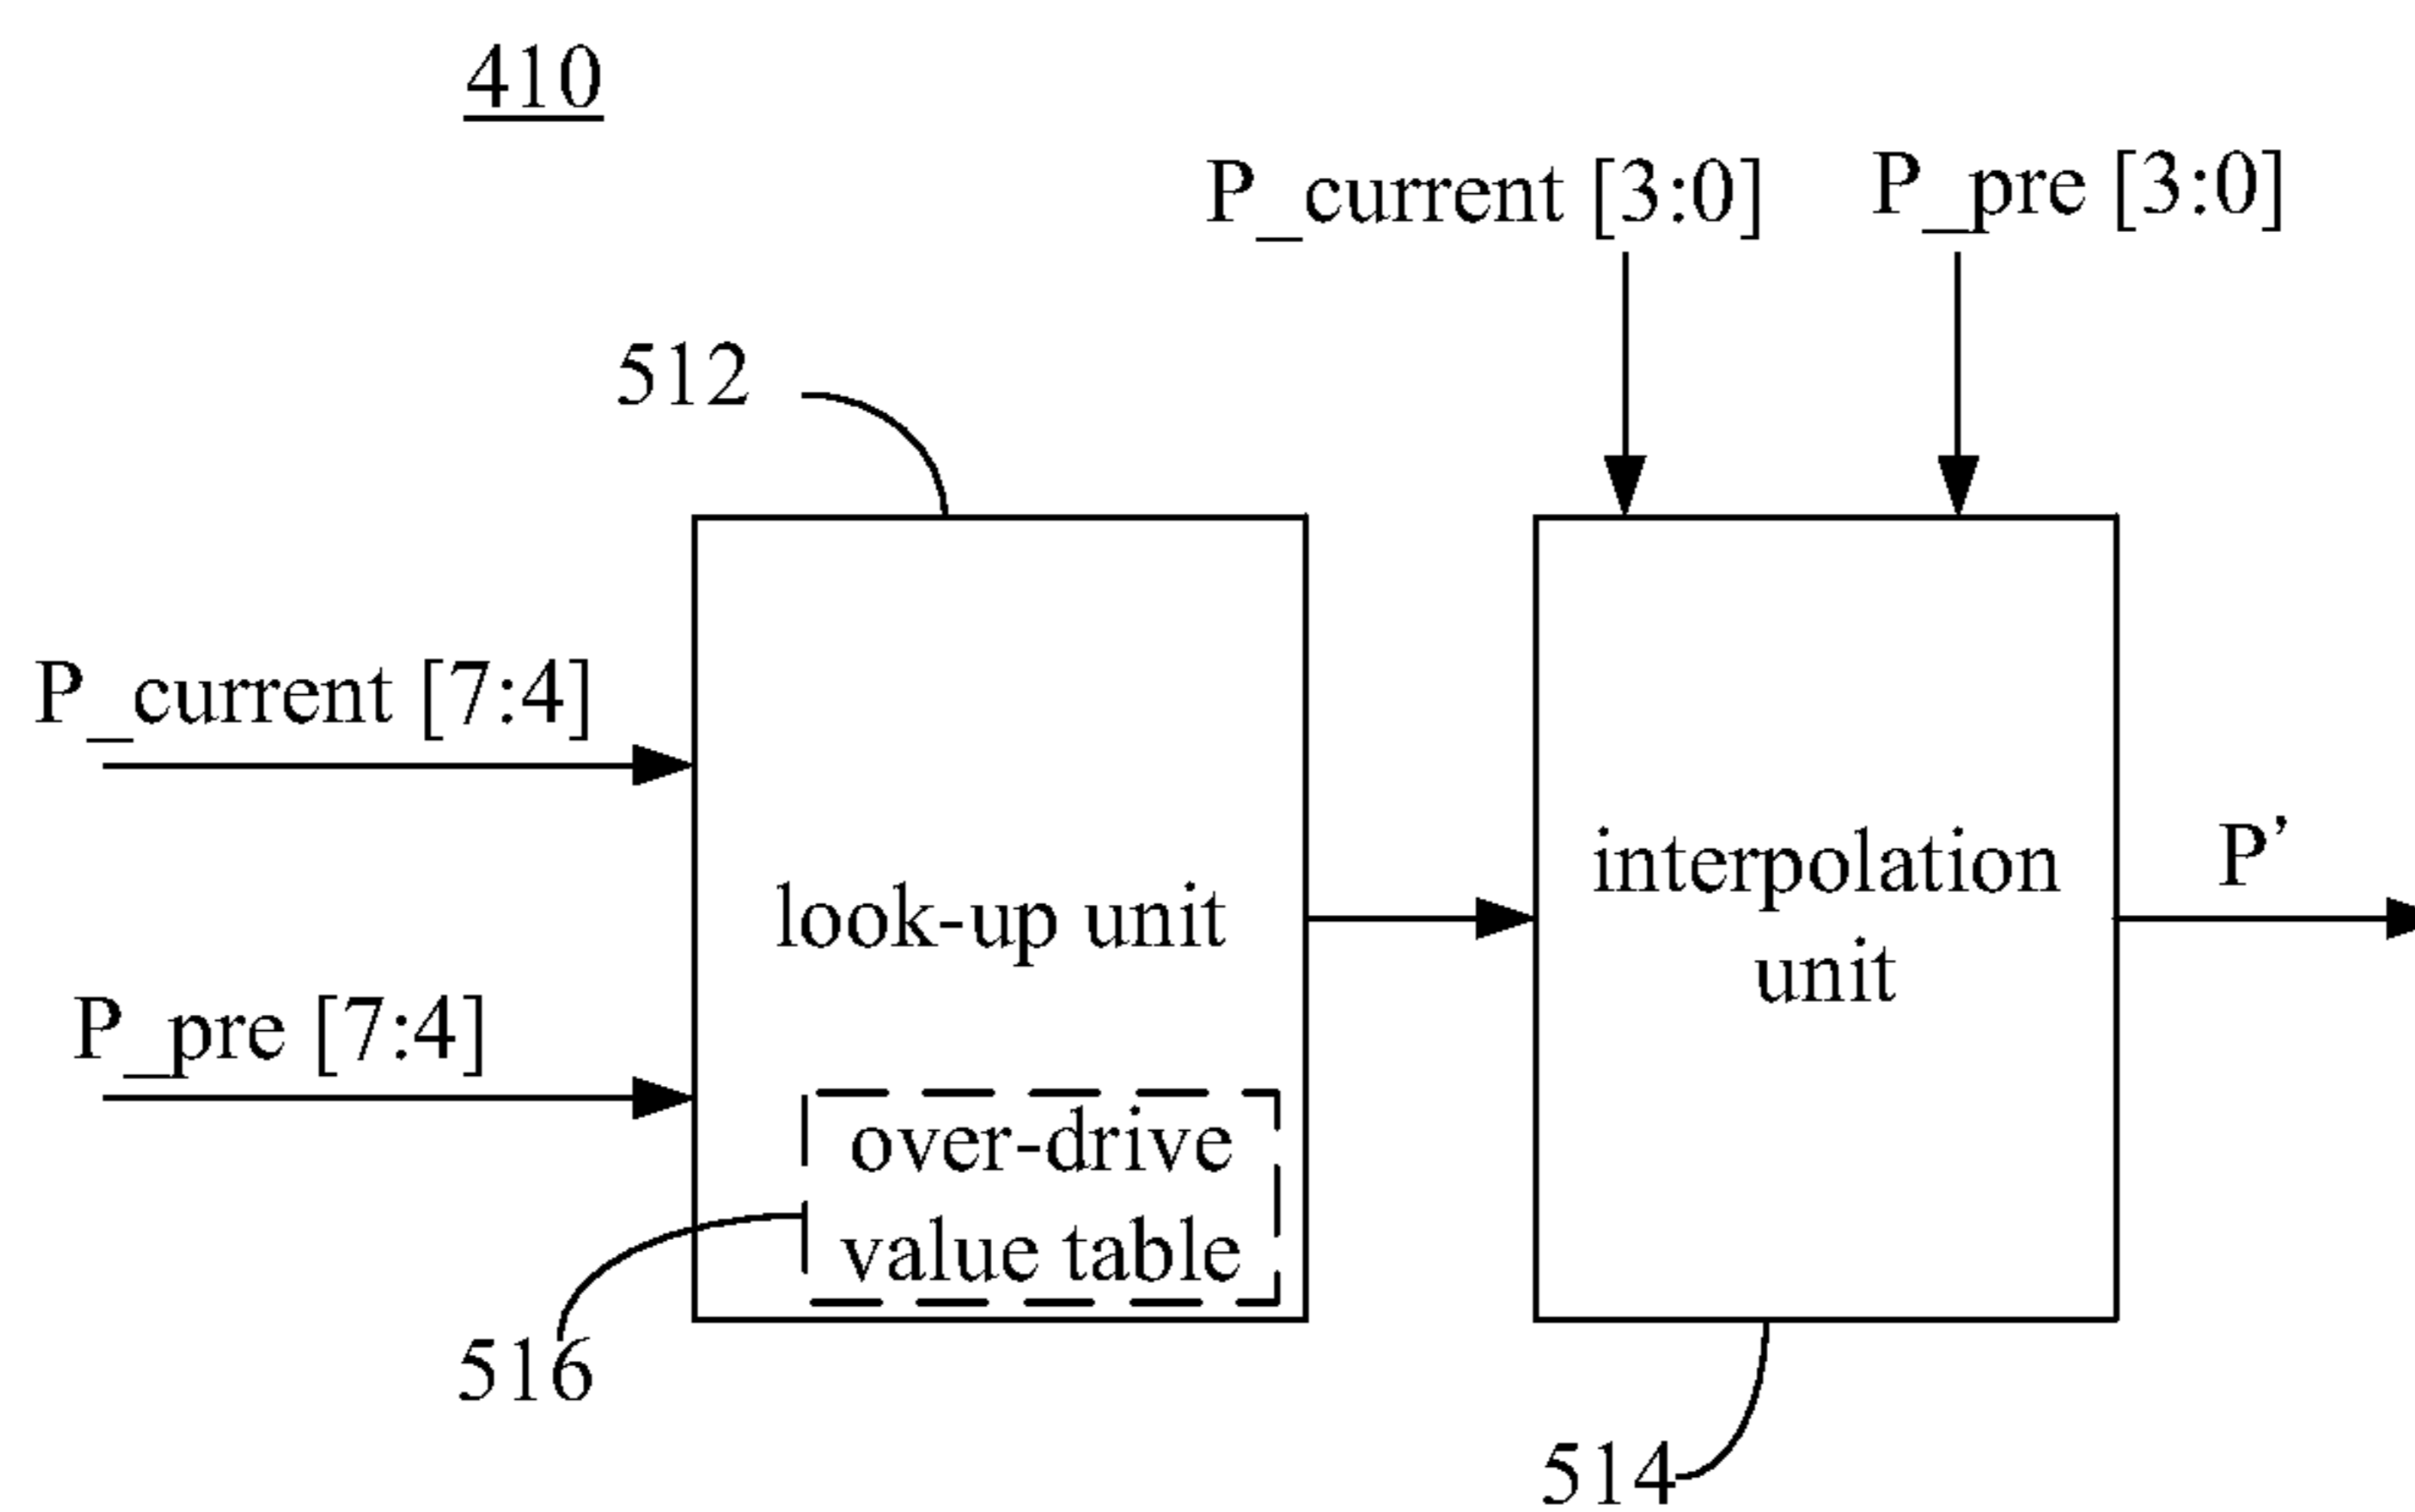 410
P_current [3:0]
P_pre [3:0]
512
P_current [7:4]
P_pre [7:4]
look-up unit
over-drive
value table
interpolation
unit
P’
516
514